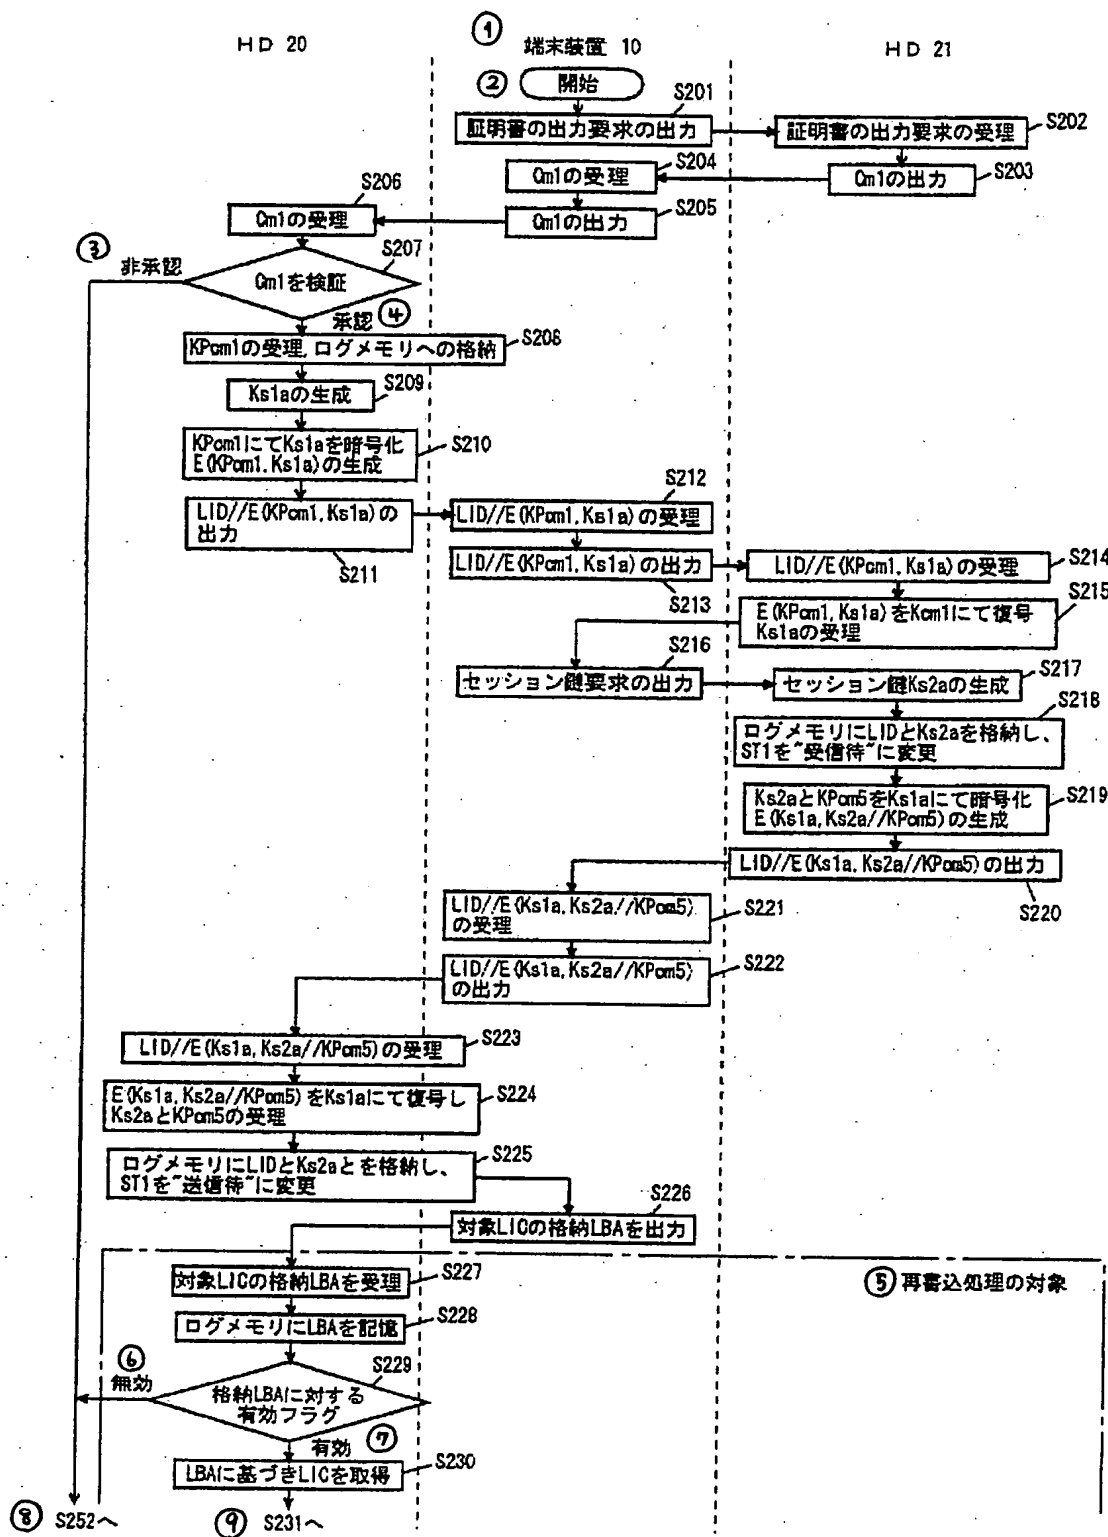 HD 20
① 端末装置 10
HD 21
② 開始
S201
証明書の出力要求の出力
S202
証明書の出力要求の受理
S203
Cm1の出力
S204
Cm1の受理
S205
Cm1の出力
S206
Cm1の受理
S207
Cm1を検証
③ 非承認
承認 ④
S208
KPcm1の受理,ログメモリへの格納
S209
Ks1aの生成
S210
KPcm1にてKs1aを暗号化
E(KPcm1,Ks1a)の生成
LID//E(KPcm1,Ks1a)の
出力
S211
S212
LID//E(KPcm1,Ks1a)の受理
LID//E(KPcm1,Ks1a)の出力
S213
S214
LID//E(KPcm1,Ks1a)の受理
S215
E(KPcm1,Ks1a)をKcm1にて復号
Ks1aの受理
S216
セッション鍵要求の出力
S217
セッション鍵Ks2aの生成
S218
ログメモリにLIDとKs2aを格納し、
ST1を"受信待"に変更
S219
Ks2aとKPcm5をKs1aにて暗号化
E(Ks1a,Ks2a//KPcm5)の生成
LID//E(Ks1a,Ks2a//KPcm5)の出力
S220
LID//E(Ks1a,Ks2a//KPcm5)
の受理
S221
LID//E(Ks1a,Ks2a//KPcm5)
の出力
S222
LID//E(Ks1a,Ks2a//KPcm5)の受理
S223
E(Ks1a,Ks2a//KPcm5)をKs1aにて復号し
Ks2aとKPcm5の受理
S224
ログメモリにLIDとKs2aとを格納し、
ST1を"送信待"に変更
S225
S226
対象LICの格納LBAを出力
⑤ 再書込処理の対象
対象LICの格納LBAを受理
S227
ログメモリにLBAを記憶
S228
S229
格納LBAに対する
有効フラグ
⑥
無効
有効 ⑦
LBAに基づきLICを取得
S230
⑧ S252へ
⑨ S231へ